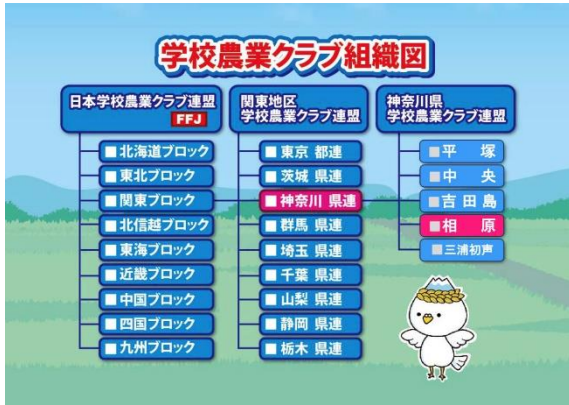 学校農業クラブ組織図
日本学校農業クラブ連盟
FFJ
北海道ブロック
東北ブロック
関東ブロック
北信越ブロック
東海ブロック
近畿ブロック
中国ブロック
四国ブロック
九州ブロック
関東地区
学校農業クラブ連盟
東京 都連
茨城 県連
神奈川 県連
群馬 県連
埼玉 県連
千葉 県連
山梨 県連
静岡 県連
栃木 県連
神奈川県
学校農業クラブ連盟
平 塚
中 央
吉田島
相 原
三浦初声